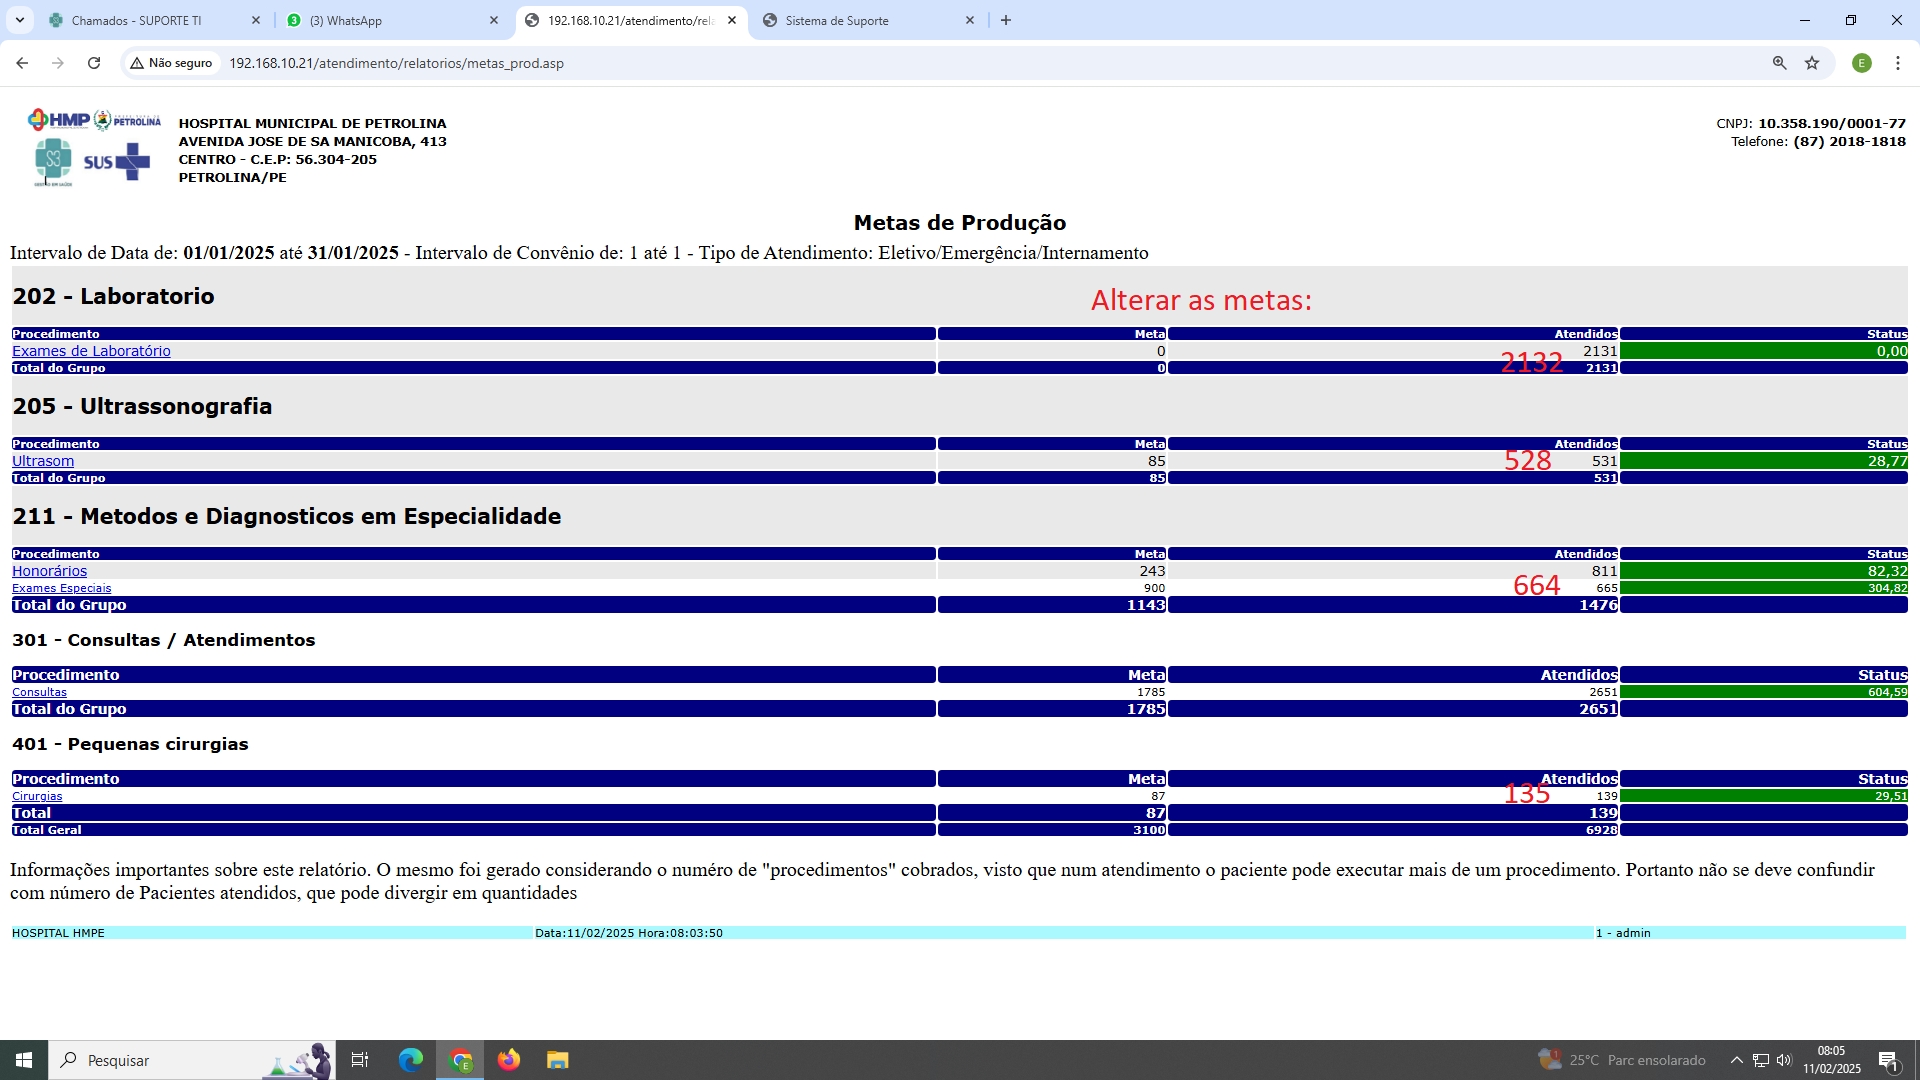 Chamados - SUPORTE TI
(3) WhatsApp
192.168.10.21/atendimento/rela
Sistema de Suporte
Não seguro
192.168.10.21/atendimento/relatorios/metas_prod.asp
E
HMP
PETROLINA
SUS
HOSPITAL MUNICIPAL DE PETROLINA
AVENIDA JOSE DE SA MANICOBA, 413
CENTRO - C.E.P: 56.304-205
PETROLINA/PE
CNPJ: 10.358.190/0001-77
Telefone: (87) 2018-1818
Metas de Produção
Intervalo de Data de: 01/01/2025 até 31/01/2025 - Intervalo de Convênio de: 1 até 1 - Tipo de Atendimento: Eletivo/Emergência/Internamento
202 - Laboratorio
Alterar as metas:
Procedimento Meta Atendidos Status
Exames de Laboratório 0 2131 0,00
2132
Total do Grupo 0 2131
205 - Ultrassonografia
Procedimento Meta Atendidos Status
Ultrasom 85 528 531 28,77
Total do Grupo 85 531
211 - Metodos e Diagnosticos em Especialidade
Procedimento Meta Atendidos Status
Honorários 243 811 82,32
Exames Especiais 900 664 665 304,82
Total do Grupo 1143 1476
301 - Consultas / Atendimentos
Procedimento Meta Atendidos Status
Consultas 1785 2651 604,59
Total do Grupo 1785 2651
401 - Pequenas cirurgias
Procedimento Meta Atendidos Status
Cirurgias 87 135 139 29,51
Total 87 139
Total Geral 3100 6928
Informações importantes sobre este relatório. O mesmo foi gerado considerando o numéro de "procedimentos" cobrados, visto que num atendimento o paciente pode executar mais de um procedimento. Portanto não se deve confundir
com número de Pacientes atendidos, que pode divergir em quantidades
HOSPITAL HMPE Data:11/02/2025 Hora:08:03:50 1 - admin
Pesquisar
25°C Parc ensolarado
08:05
11/02/2025
1